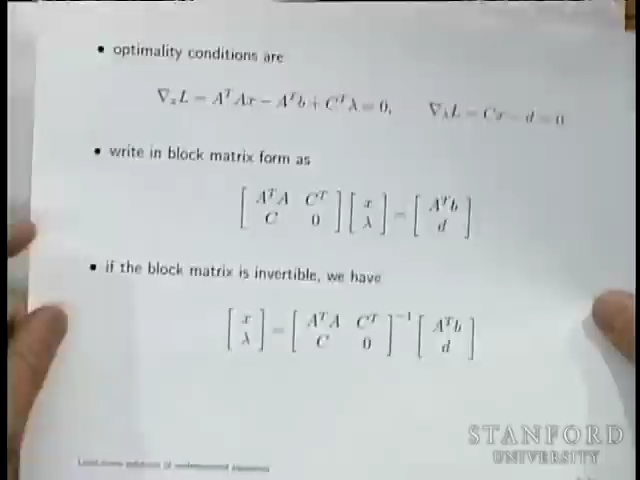 • optimality conditions are
∇ₓL = AᵀAx − Aᵀb + Cᵀλ = 0,    ∇_λL = Cx − d = 0
• write in block matrix form as
[ AᵀA Cᵀ ; C 0 ] [ x ; λ ] = [ Aᵀb ; d ]
• if the block matrix is invertible, we have
[ x ; λ ] = [ AᵀA Cᵀ ; C 0 ]⁻¹ [ Aᵀb ; d ]
STANFORD
UNIVERSITY